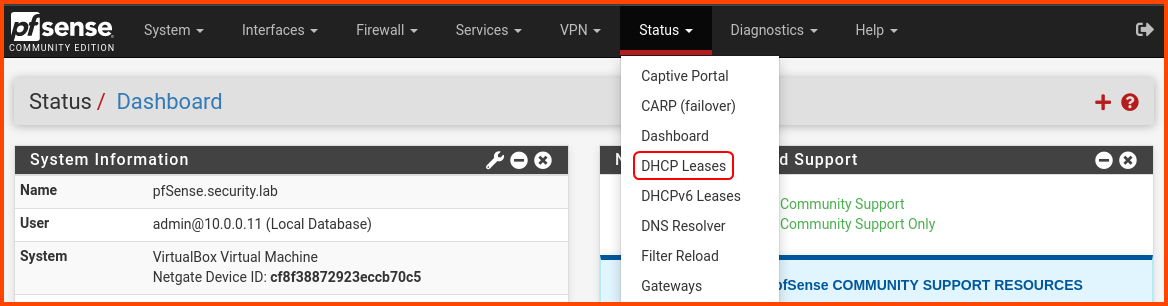 pfsense
COMMUNITY EDITION
System Interfaces Firewall Services VPN Status Diagnostics Help
Captive Portal
CARP (failover)
Dashboard
DHCP Leases
DHCPv6 Leases
DNS Resolver
Filter Reload
Gateways
Status / Dashboard
System Information
Name pfSense.security.lab
User admin@10.0.0.11 (Local Database)
System VirtualBox Virtual Machine
Netgate Device ID: cf8f38872923eccb70c5
d Support
Community Support
Community Support Only
fSense COMMUNITY SUPPORT RESOURCES